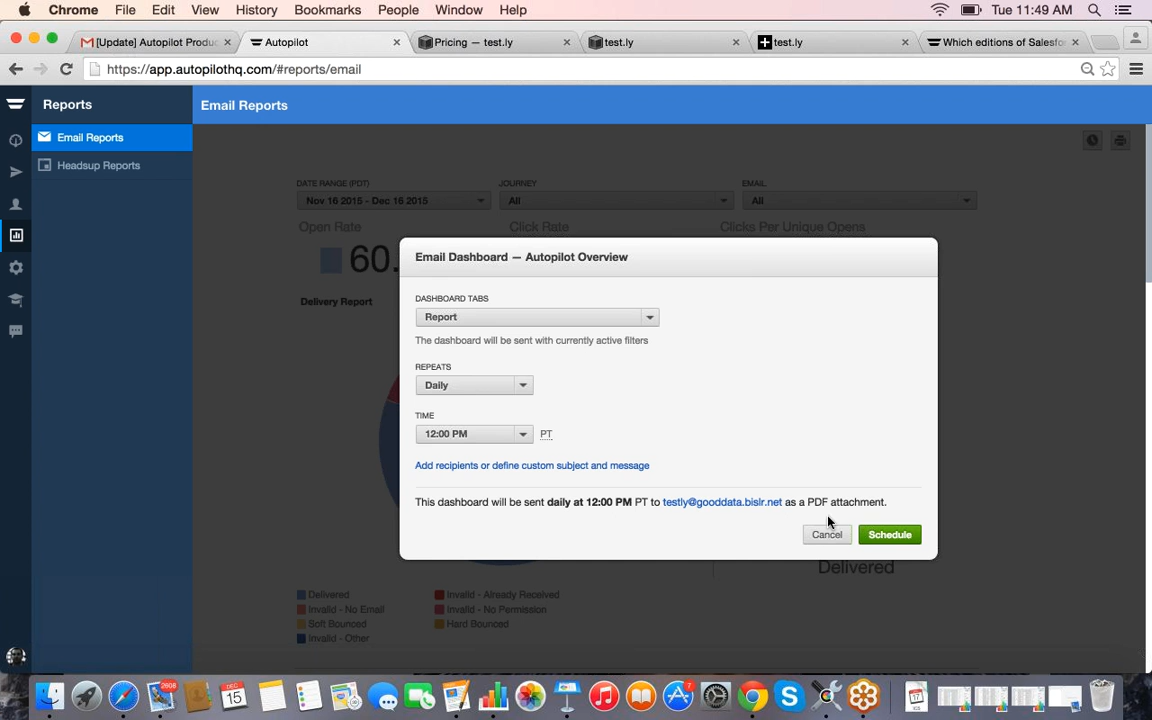 Chrome File Edit View History Bookmarks People Window Help Tue 11:49 AM
[Update] Autopilot Produc Autopilot Pricing — test.ly test.ly test.ly Which editions of Salesfo
https://app.autopilothq.com/#reports/email
Reports Email Reports
Email Reports
Headsup Reports
DATE RANGE (PDT) JOURNEY EMAIL
Nov 16 2015 - Dec 16 2015 All All
Open Rate Click Rate Clicks Per Unique Opens
60.
Delivery Report
Email Dashboard — Autopilot Overview
DASHBOARD TABS
Report
The dashboard will be sent with currently active filters
REPEATS
Daily
TIME
12:00 PM PT
Add recipients or define custom subject and message
This dashboard will be sent daily at 12:00 PM PT to testly@gooddata.bislr.net as a PDF attachment.
Cancel Schedule
Delivered
Delivered Invalid - Already Received
Invalid - No Email Invalid - No Permission
Soft Bounced Hard Bounced
Invalid - Other
2608
DEC
15
7
17